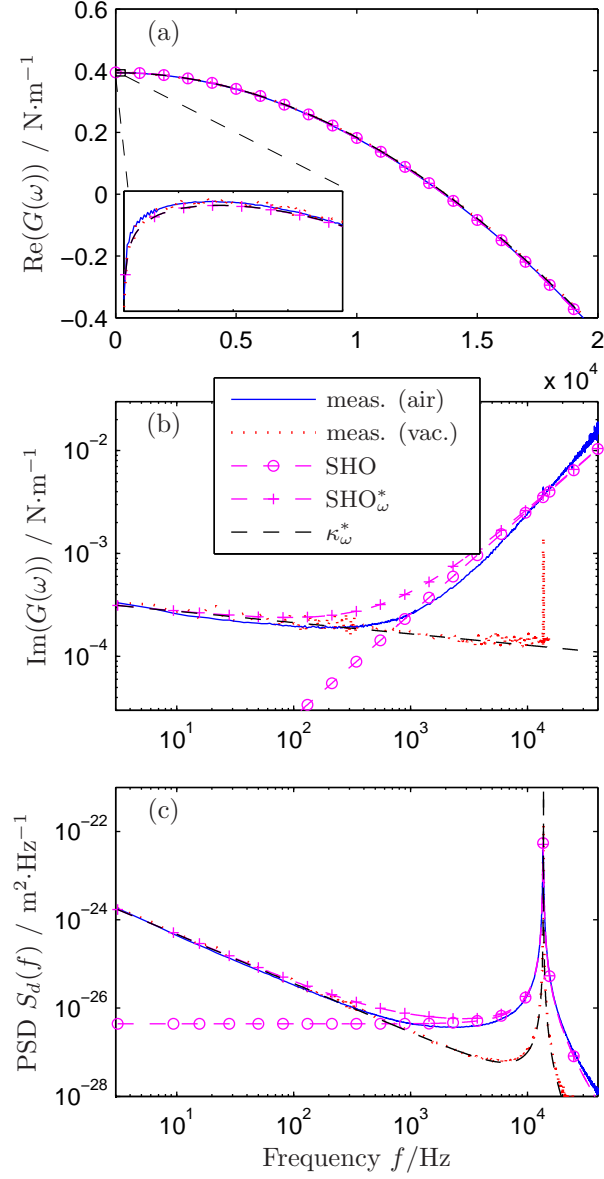 (a)
0.6
0.4
0.2
0
−0.2
−0.4
Re(G(ω)) / N·m⁻¹
0 0.5 1 1.5 2
x 10⁴
(b)
meas. (air)
meas. (vac.)
SHO
SHO*ω
κ*ω
10⁻²
10⁻³
10⁻⁴
Im(G(ω)) / N·m⁻¹
10¹ 10² 10³ 10⁴
(c)
10⁻²²
10⁻²⁴
10⁻²⁶
10⁻²⁸
PSD S_d(f) / m²·Hz⁻¹
10¹ 10² 10³ 10⁴
Frequency f/Hz